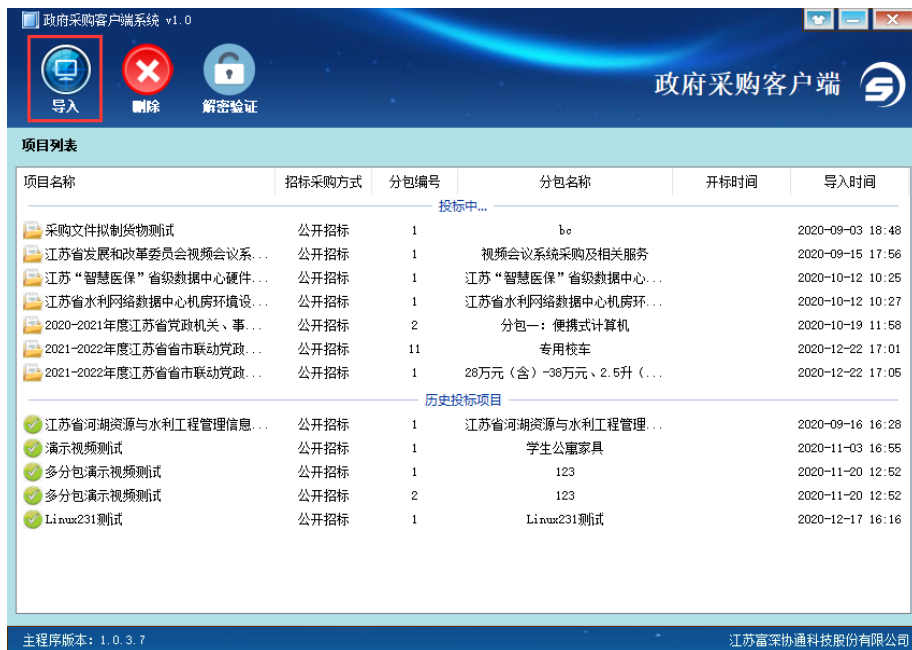 政府采购客户端系统 v1.0
导入 删除 解密验证
政府采购客户端
项目列表
项目名称 招标采购方式 分包编号 分包名称 开标时间 导入时间
投标中...
采购文件拟制货物测试 公开招标 1 bc 2020-09-03 18:48
江苏省发展和改革委员会视频会议系... 公开招标 1 视频会议系统采购及相关服务 2020-09-15 17:56
江苏“智慧医保”省级数据中心硬件... 公开招标 1 江苏“智慧医保”省级数据中心... 2020-10-12 10:25
江苏省水利网络数据中心机房环境设... 公开招标 1 江苏省水利网络数据中心机房环... 2020-10-12 10:27
2020-2021年度江苏省党政机关、事... 公开招标 2 分包一：便携式计算机 2020-10-19 11:58
2021-2022年度江苏省省市联动党政... 公开招标 11 专用校车 2020-12-22 17:01
2021-2022年度江苏省省市联动党政... 公开招标 1 28万元（含）-38万元、2.5升（... 2020-12-22 17:05
历史投标项目
江苏省河湖资源与水利工程管理信息... 公开招标 1 江苏省河湖资源与水利工程管理... 2020-09-16 16:28
演示视频测试 公开招标 1 学生公寓家具 2020-11-03 16:55
多分包演示视频测试 公开招标 1 123 2020-11-20 12:52
多分包演示视频测试 公开招标 2 123 2020-11-20 12:52
Linux231测试 公开招标 1 Linux231测试 2020-12-17 16:16
主程序版本：1.0.3.7 江苏富深协通科技股份有限公司